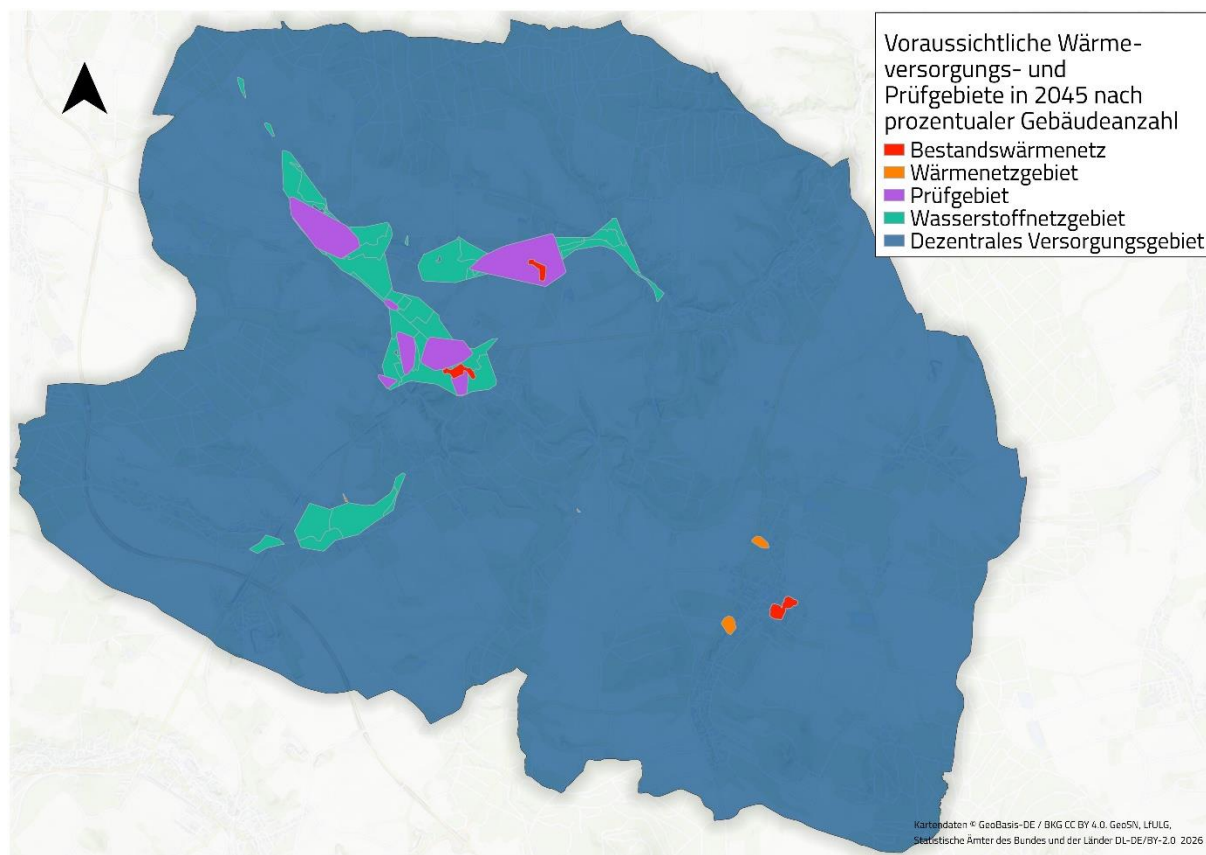 Voraussichtliche Wärme-
versorgungs- und
Prüfgebiete in 2045 nach
prozentualer Gebäudeanzahl
Bestandswärmenetz
Wärmenetzgebiet
Prüfgebiet
Wasserstoffnetzgebiet
Dezentrales Versorgungsgebiet
Kartendaten © GeoBasis-DE / BKG CC BY 4.0. GeoSN, LfULG,
Statistische Ämter des Bundes und der Länder DL-DE/BY-2.0 2026